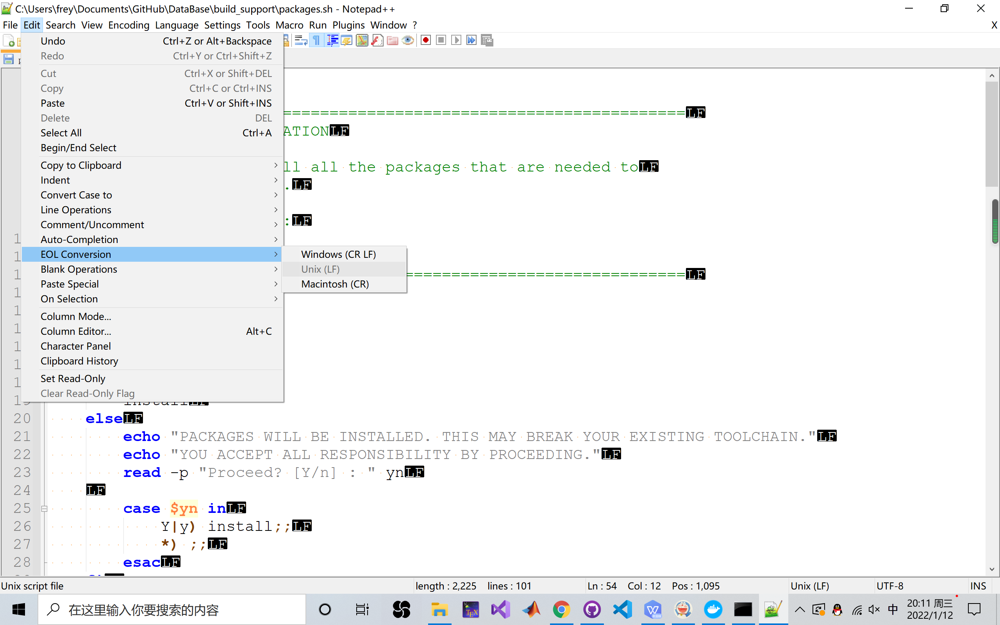 C:\Users\frey\Documents\GitHub\DataBase\build_support\packages.sh - Notepad++
File Edit Search View Encoding Language Settings Tools Macro Run Plugins Window ? X
Undo Ctrl+Z or Alt+Backspace
Redo Ctrl+Y or Ctrl+Shift+Z
Cut Ctrl+X or Shift+DEL
Copy Ctrl+C or Ctrl+INS
Paste Ctrl+V or Shift+INS
Delete DEL
Select All Ctrl+A
Begin/End Select
Copy to Clipboard
Indent
Convert Case to
Line Operations
Comment/Uncomment
Auto-Completion
EOL Conversion
Blank Operations
Paste Special
On Selection
Column Mode...
Column Editor... Alt+C
Character Panel
Clipboard History
Set Read-Only
Clear Read-Only Flag
Windows (CR LF)
Unix (LF)
Macintosh (CR)
===========================================LF
ATIONLF
ll all the packages that are needed toLF
.LF
:LF
==============================LF
19 installLF
20 elseLF
21 echo "PACKAGES WILL BE INSTALLED. THIS MAY BREAK YOUR EXISTING TOOLCHAIN."LF
22 echo "YOU ACCEPT ALL RESPONSIBILITY BY PROCEEDING."LF
23 read -p "Proceed? [Y/n] : " ynLF
24 LF
25 case $yn inLF
26 Y|y) install;;LF
27 *) ;;LF
28 esacLF
Unix script file length : 2,225 lines : 101 Ln : 54 Col : 12 Pos : 1,095 Unix (LF) UTF-8 INS
在这里输入你要搜索的内容
中
20:11 周三
2022/1/12